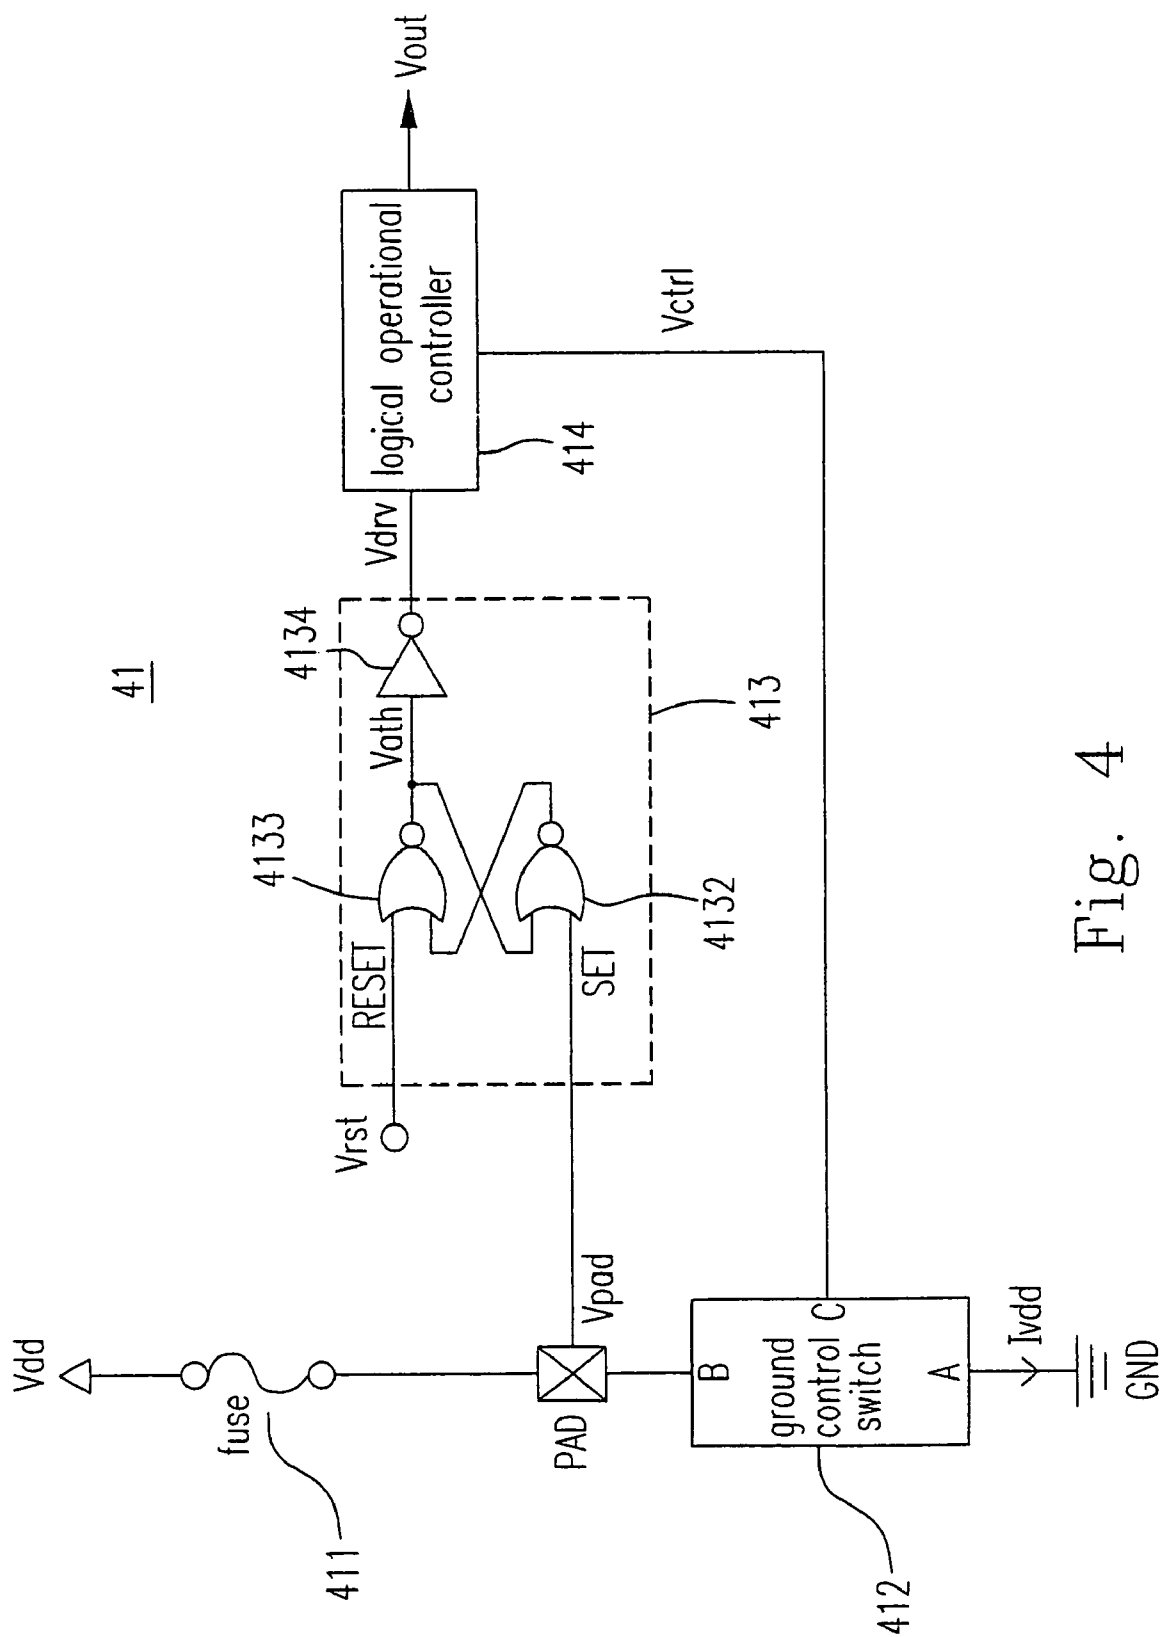 41
Vdd
fuse
411
PAD
Vpad
B
ground
control
switch
C
A
412
Ivdd
GND
Vrst
RESET
SET
4133
4132
Vath
4134
413
Vdrv
logical operational
controller
414
Vctrl
Vout
Fig. 4